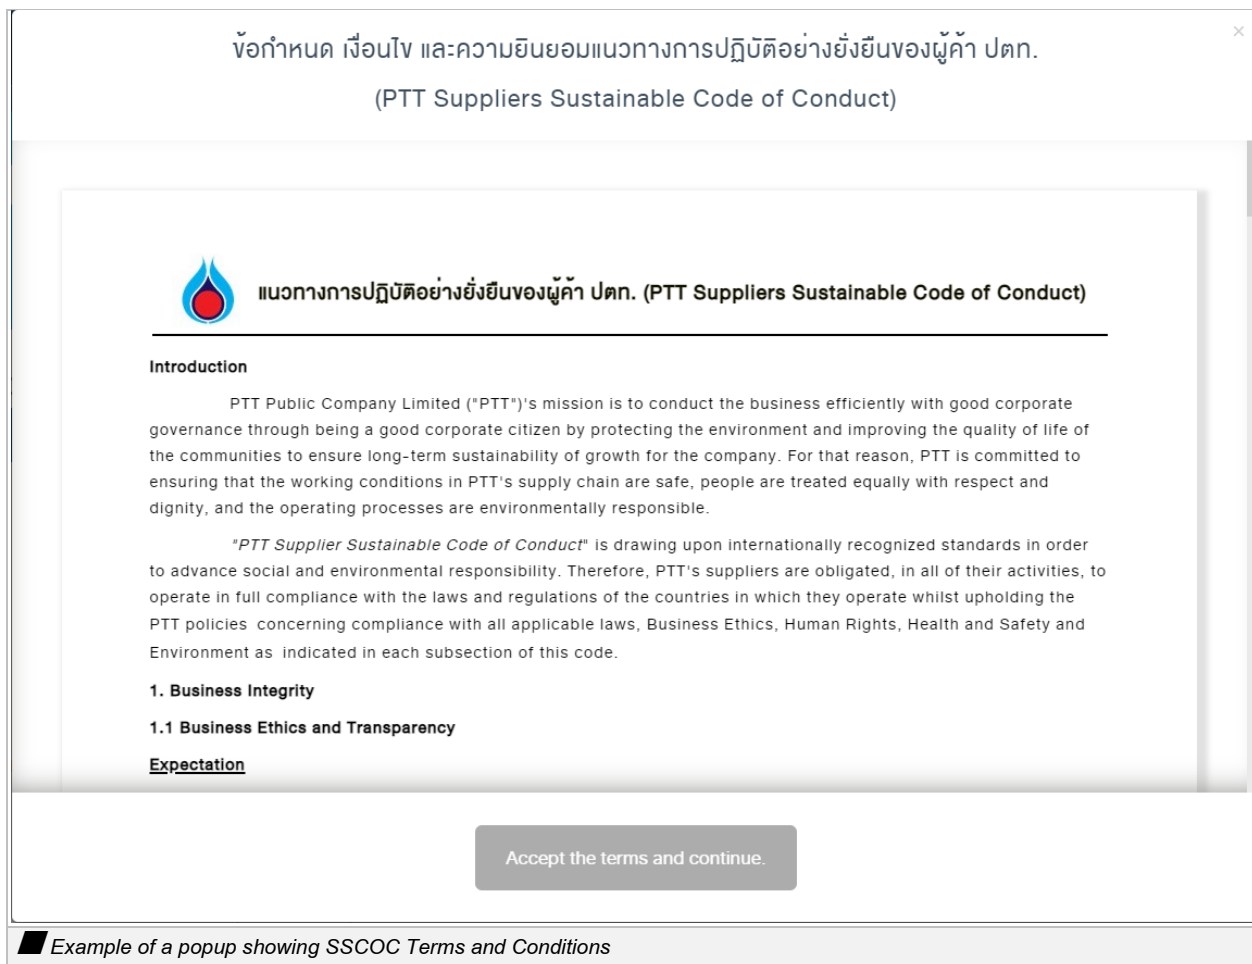 ข้อกำหนด เงื่อนไข และความยินยอมแนวทางการปฏิบัติอย่างยั่งยืนของผู้ค้า ปตท.
(PTT Suppliers Sustainable Code of Conduct)
×
แนวทางการปฏิบัติอย่างยั่งยืนของผู้ค้า ปตท. (PTT Suppliers Sustainable Code of Conduct)
Introduction
PTT Public Company Limited ("PTT")'s mission is to conduct the business efficiently with good corporate
governance through being a good corporate citizen by protecting the environment and improving the quality of life of
the communities to ensure long-term sustainability of growth for the company. For that reason, PTT is committed to
ensuring that the working conditions in PTT's supply chain are safe, people are treated equally with respect and
dignity, and the operating processes are environmentally responsible.
"PTT Supplier Sustainable Code of Conduct" is drawing upon internationally recognized standards in order
to advance social and environmental responsibility. Therefore, PTT's suppliers are obligated, in all of their activities, to
operate in full compliance with the laws and regulations of the countries in which they operate whilst upholding the
PTT policies concerning compliance with all applicable laws, Business Ethics, Human Rights, Health and Safety and
Environment as indicated in each subsection of this code.
1. Business Integrity
1.1 Business Ethics and Transparency
Expectation
Accept the terms and continue.
Example of a popup showing SSCOC Terms and Conditions